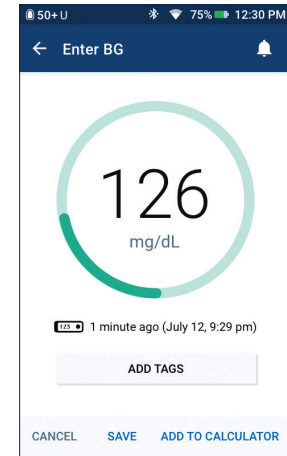 50+ U 75% 12:30 PM
Enter BG
126
mg/dL
123 1 minute ago (July 12, 9:29 pm)
ADD TAGS
CANCEL SAVE ADD TO CALCULATOR